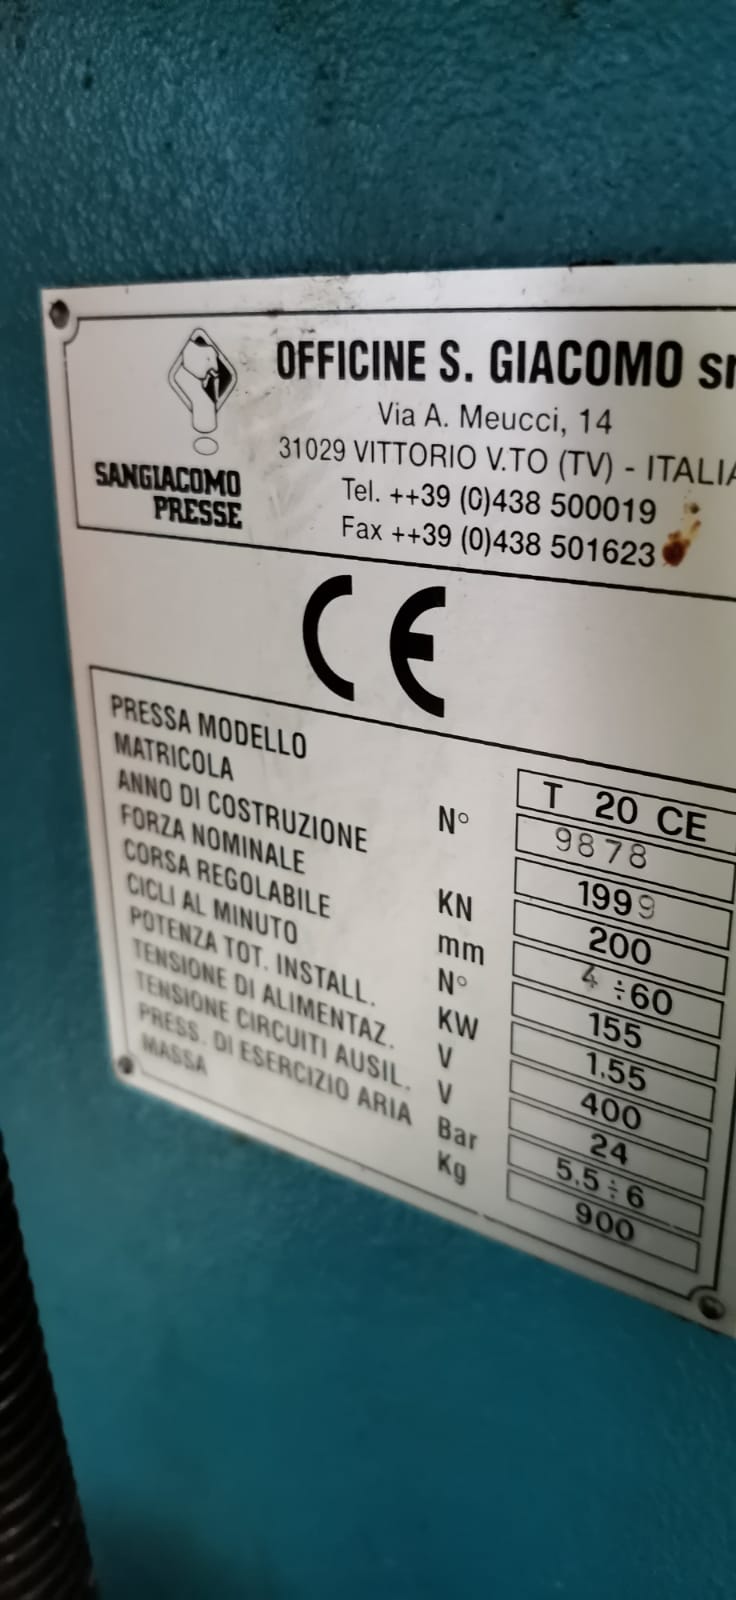 OFFICINE S. GIACOMO
Via A. Meucci, 14
31029 VITTORIO V.TO (TV) - ITALIA
Tel. ++39 (0)438 500019
Fax ++39 (0)438 501623
SANGIACOMO
PRESSE
CE
PRESSA MODELLO T 20 CE
MATRICOLA N° 9878
ANNO DI COSTRUZIONE 1999
FORZA NOMINALE KN 200
CORSA REGOLABILE mm 4 ÷60
CICLI AL MINUTO N° 155
POTENZA TOT. INSTALL. KW 1.55
TENSIONE DI ALIMENTAZ. V 400
TENSIONE CIRCUITI AUSIL. V 24
PRESS. DI ESERCIZIO ARIA Bar 5.5÷6
MASSA Kg 900